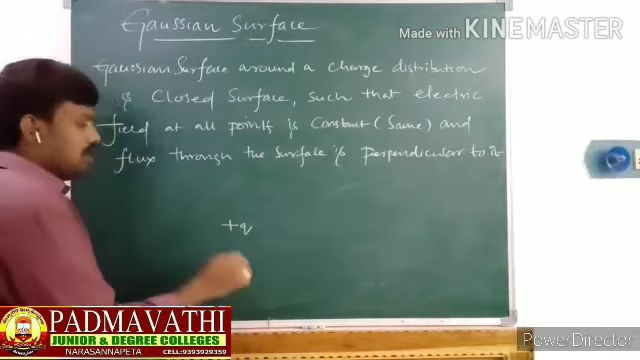 Gaussian Surface
Made with KINEMASTER
Gaussian Surface around a charge distribution
is Closed Surface, such that electric
field at all points is Constant (Same) and
flux through the Surface is perpendicular to it
+q
PADMAVATHI
JUNIOR & DEGREE COLLEGES
NARASANNAPETA CELL:9393929359
PowerDirector